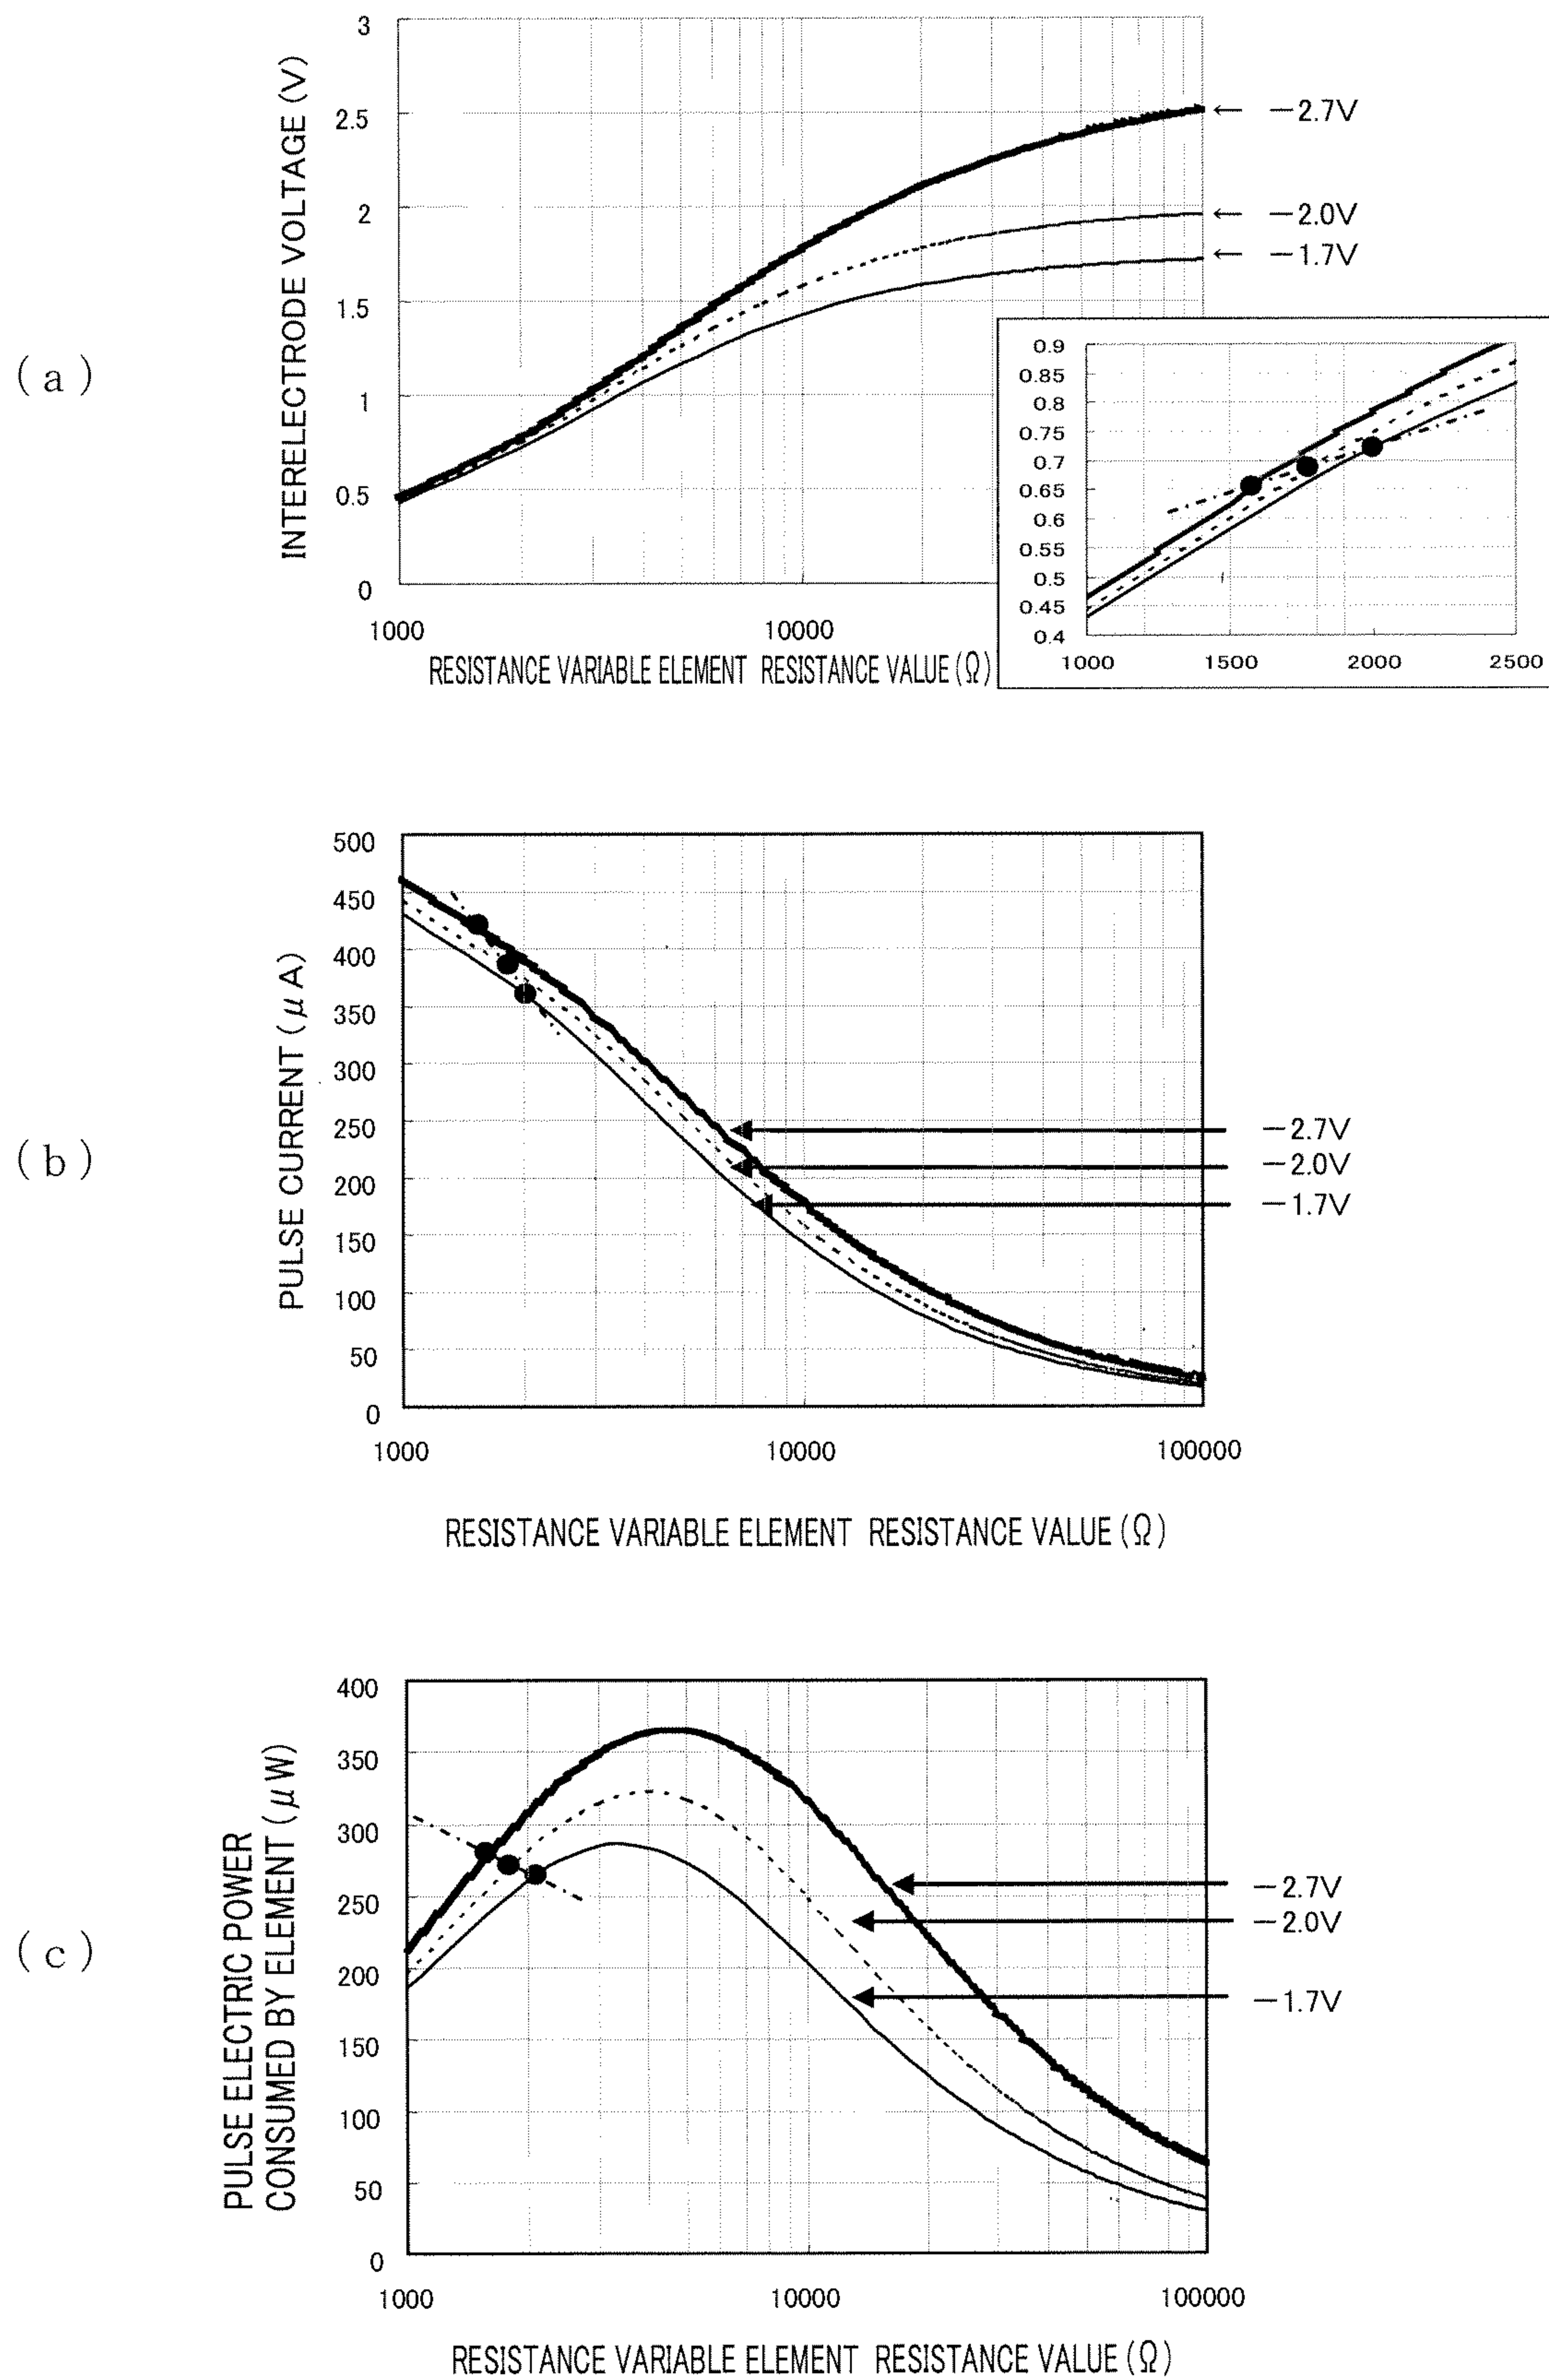 (a)
INTERELECTRODE VOLTAGE (V)
3
2.5
2
1.5
1
0.5
0
1000
10000
RESISTANCE VARIABLE ELEMENT RESISTANCE VALUE (Ω)
← −2.7V
← −2.0V
← −1.7V
0.9
0.85
0.8
0.75
0.7
0.65
0.6
0.55
0.5
0.45
0.4
1000
1500
2000
2500
(b)
PULSE CURRENT (μA)
500
450
400
350
300
250
200
150
100
50
0
1000
10000
100000
RESISTANCE VARIABLE ELEMENT RESISTANCE VALUE (Ω)
−2.7V
−2.0V
−1.7V
(c)
PULSE ELECTRIC POWER
CONSUMED BY ELEMENT (μW)
400
350
300
250
200
150
100
50
0
1000
10000
100000
RESISTANCE VARIABLE ELEMENT RESISTANCE VALUE (Ω)
−2.7V
−2.0V
−1.7V